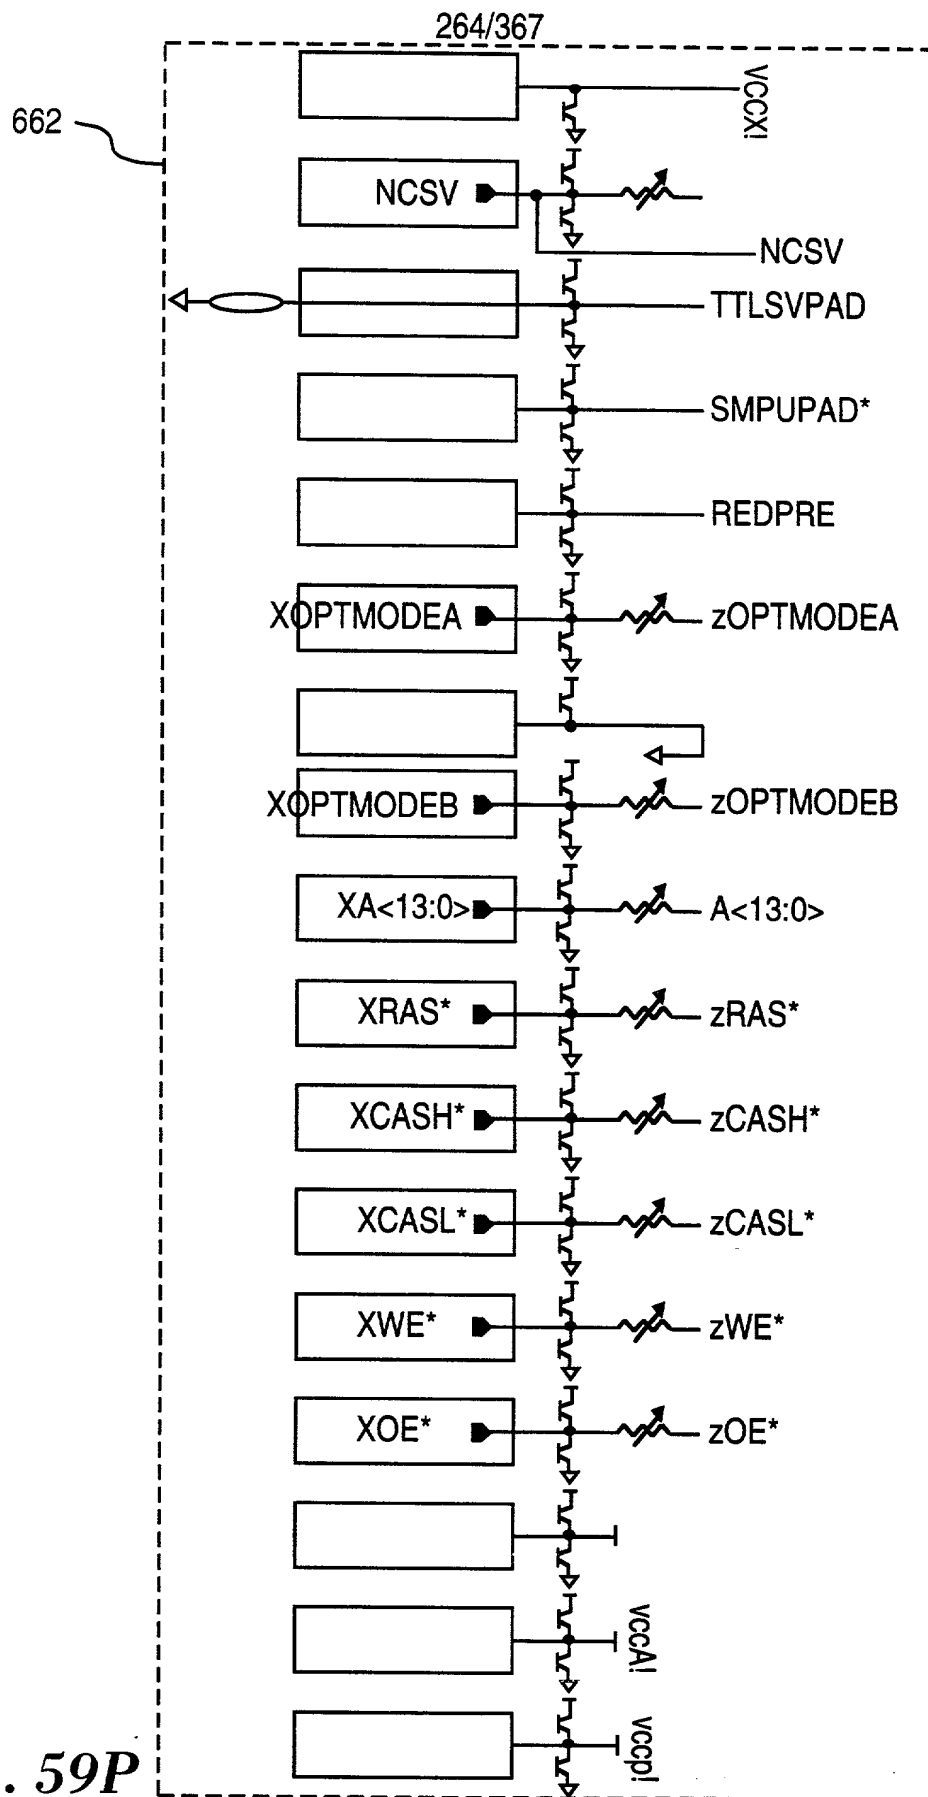 264/367
662
VCCX!
NCSV
NCSV
TTLSVPAD
SMPUPAD*
REDPRE
XOPTMODEA zOPTMODEA
XOPTMODEB zOPTMODEB
XA<13:0> A<13:0>
XRAS* zRAS*
XCASH* zCASH*
XCASL* zCASL*
XWE* zWE*
XOE* zOE*
vccA!
vccp!
. 59P